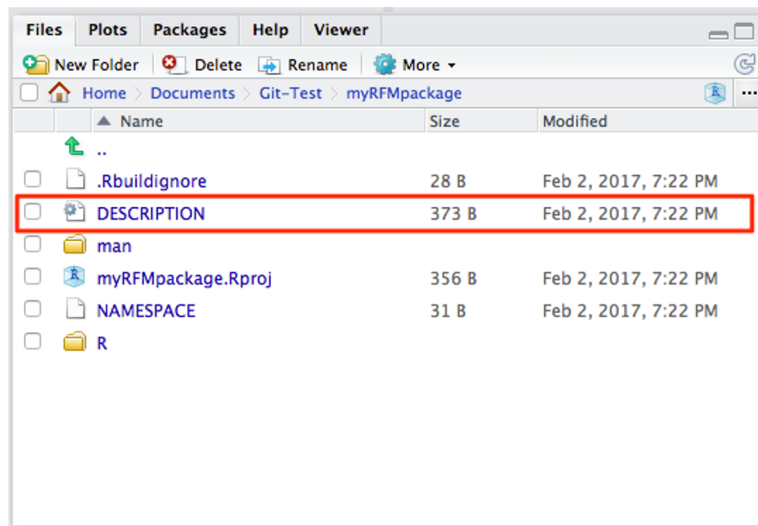 Files Plots Packages Help Viewer
New Folder Delete Rename More
Home Documents Git-Test myRFMpackage R ...
Name Size Modified
..
.Rbuildignore 28 B Feb 2, 2017, 7:22 PM
DESCRIPTION 373 B Feb 2, 2017, 7:22 PM
man
R myRFMpackage.Rproj 356 B Feb 2, 2017, 7:22 PM
NAMESPACE 31 B Feb 2, 2017, 7:22 PM
R